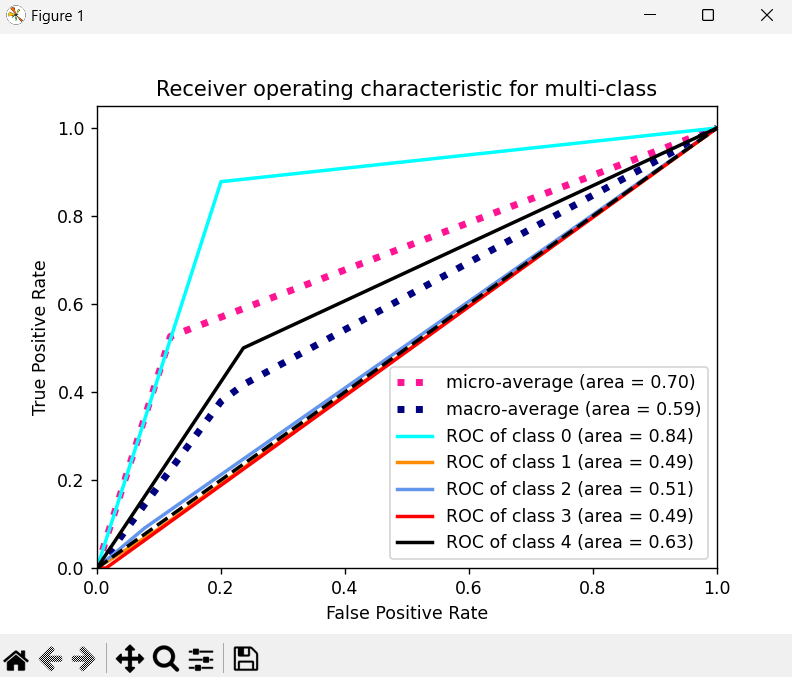 Figure 1
Receiver operating characteristic for multi-class
1.0
0.8
0.6
0.4
0.2
0.0
True Positive Rate
micro-average (area = 0.70)
macro-average (area = 0.59)
ROC of class 0 (area = 0.84)
ROC of class 1 (area = 0.49)
ROC of class 2 (area = 0.51)
ROC of class 3 (area = 0.49)
ROC of class 4 (area = 0.63)
0.0 0.2 0.4 0.6 0.8 1.0
False Positive Rate